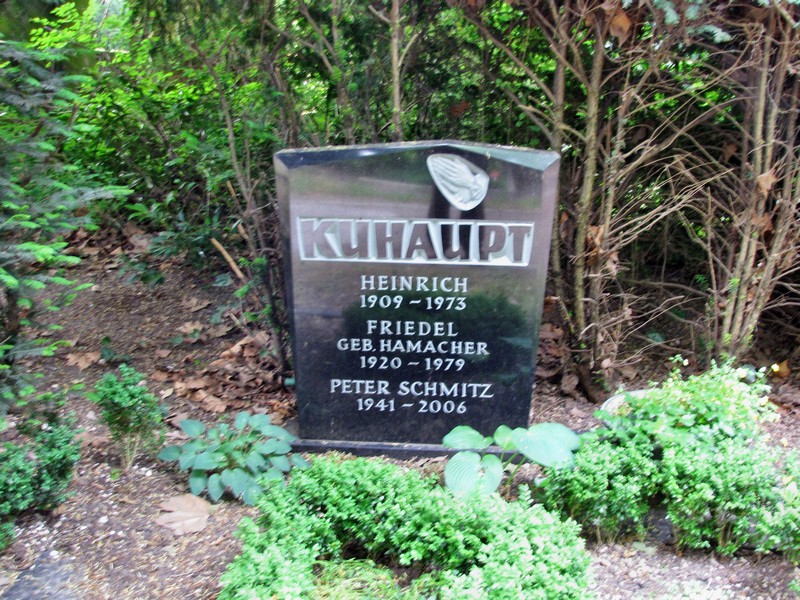 KUHAUPT
HEINRICH
1909 ~ 1973
FRIEDEL
GEB. HAMACHER
1920 ~ 1979
PETER SCHMITZ
1941 ~ 2006